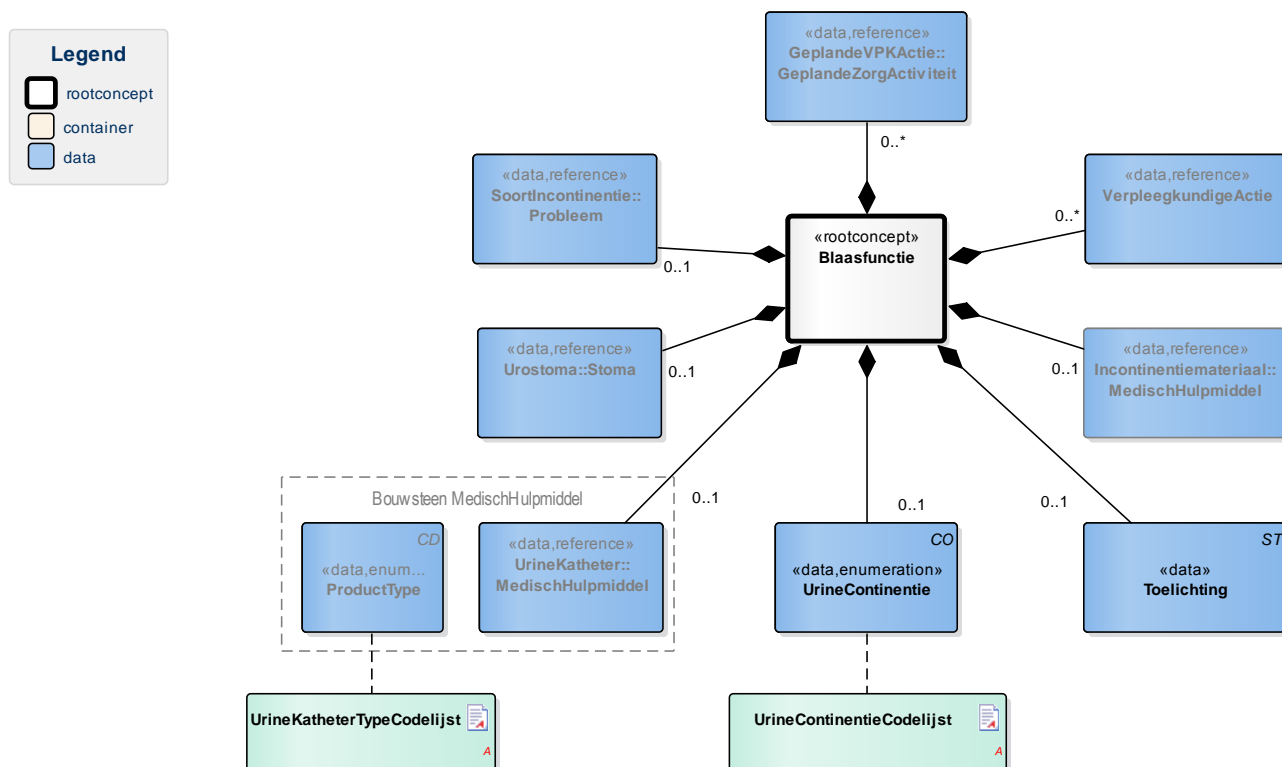 Legend
rootconcept
container
data
«data,reference»
GeplandeVPKActie::
GeplandeZorgActiviteit
0..*
«data,reference»
SoortIncontinentie::
Probleem
0..1
«data,reference»
VerpleegkundigeActie
0..*
«rootconcept»
Blaasfunctie
«data,reference»
Urostoma::Stoma
0..1
«data,reference»
Incontinentiemateriaal::
MedischHulpmiddel
0..1
Bouwsteen MedischHulpmiddel
0..1
0..1
0..1
CD
«data,enum...
ProductType
«data,reference»
UrineKatheter::
MedischHulpmiddel
CO
«data,enumeration»
UrineContinentie
ST
«data»
Toelichting
UrineKatheterTypeCodelijst
A
UrineContinentieCodelijst
A